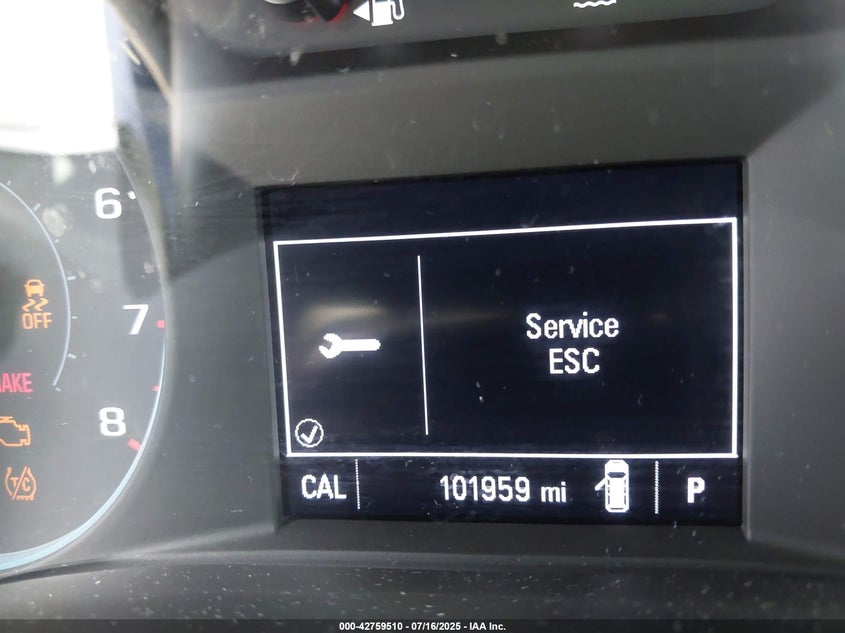 6
OFF
7
AKE
8
T/C
Service
ESC
CAL 101959 mi P
000-42759510 - 07/16/2025 - IAA Inc.